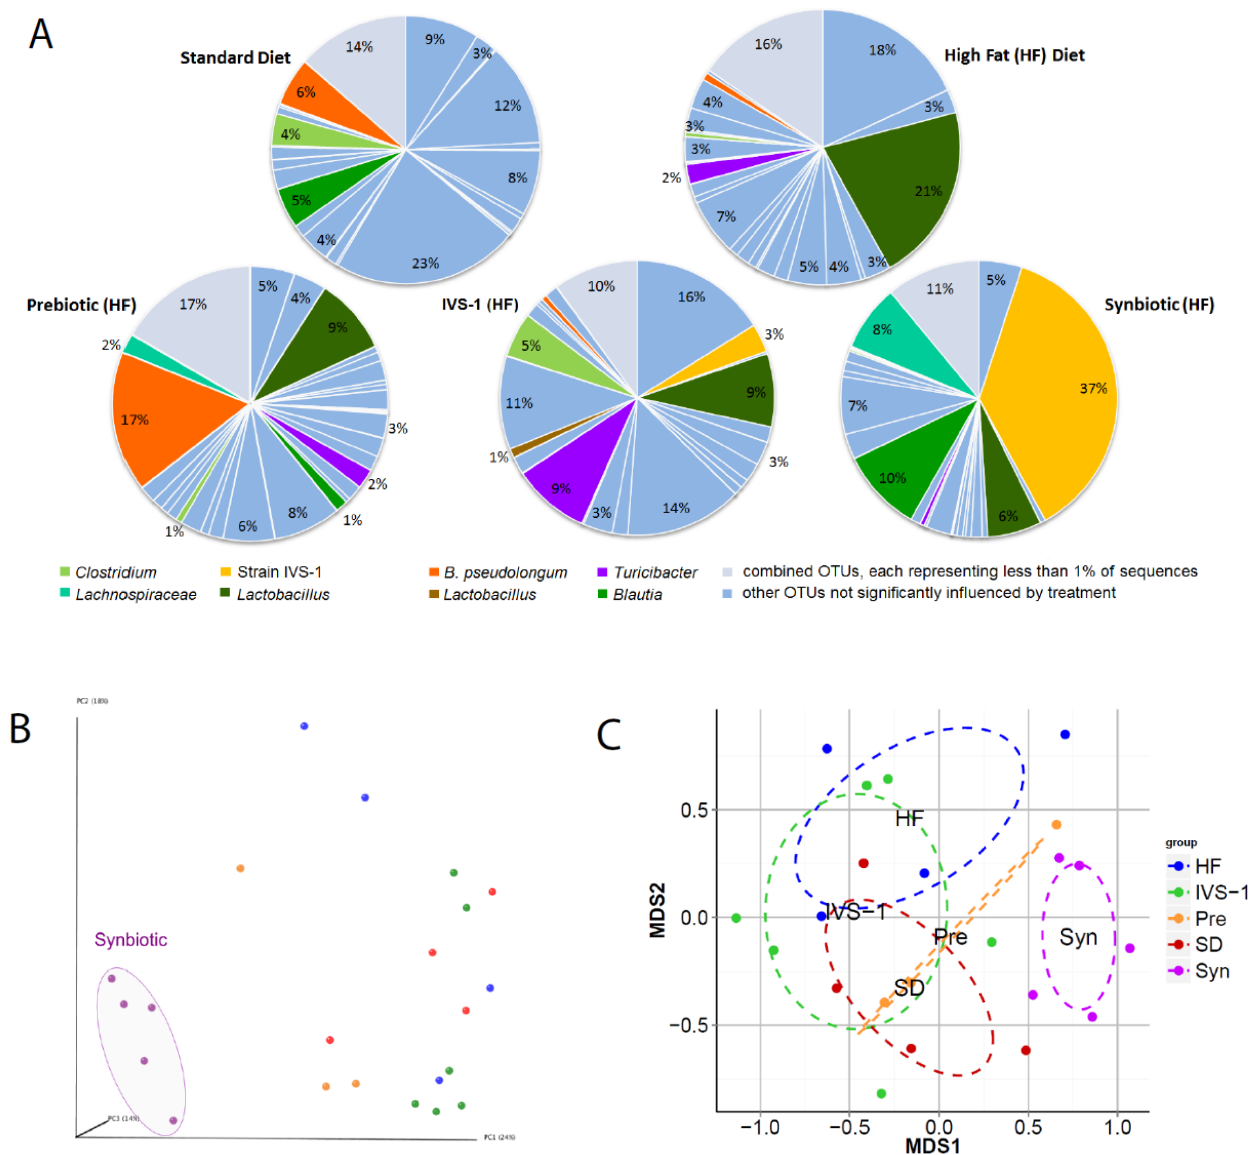 A
Standard Diet
14%
9%
3%
12%
8%
23%
4%
5%
4%
6%
High Fat (HF) Diet
16%
18%
3%
21%
3%
4%
5%
7%
2%
3%
3%
4%
Prebiotic (HF)
17%
5%
4%
9%
3%
2%
1%
8%
6%
1%
17%
2%
IVS-1 (HF)
10%
16%
3%
9%
3%
14%
3%
9%
1%
11%
5%
Synbiotic (HF)
11%
5%
37%
6%
10%
7%
8%
Clostridium Strain IVS-1 B. pseudolongum Turicibacter combined OTUs, each representing less than 1% of sequences
Lachnospiraceae Lactobacillus Lactobacillus Blautia other OTUs not significantly influenced by treatment
B
PC2 (18%)
Synbiotic
PC3 (14%)
PC1 (24%)
C
MDS2
0.5
0.0
−0.5
−1.0 −0.5 0.0 0.5 1.0
MDS1
HF
IVS−1
Pre
Syn
SD
group
HF
IVS−1
Pre
SD
Syn